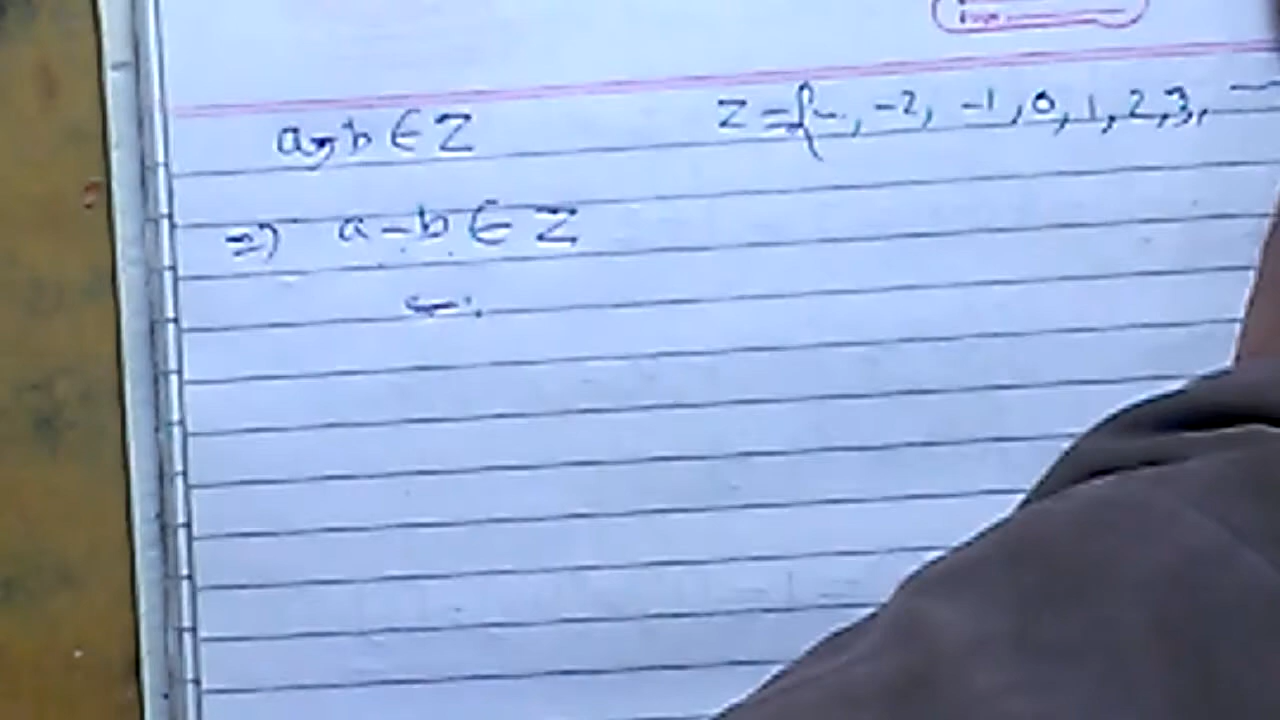 a, b ∈ Z
Z = {-, -2, -1, 0, 1, 2, 3, -
⇒ a - b ∈ Z